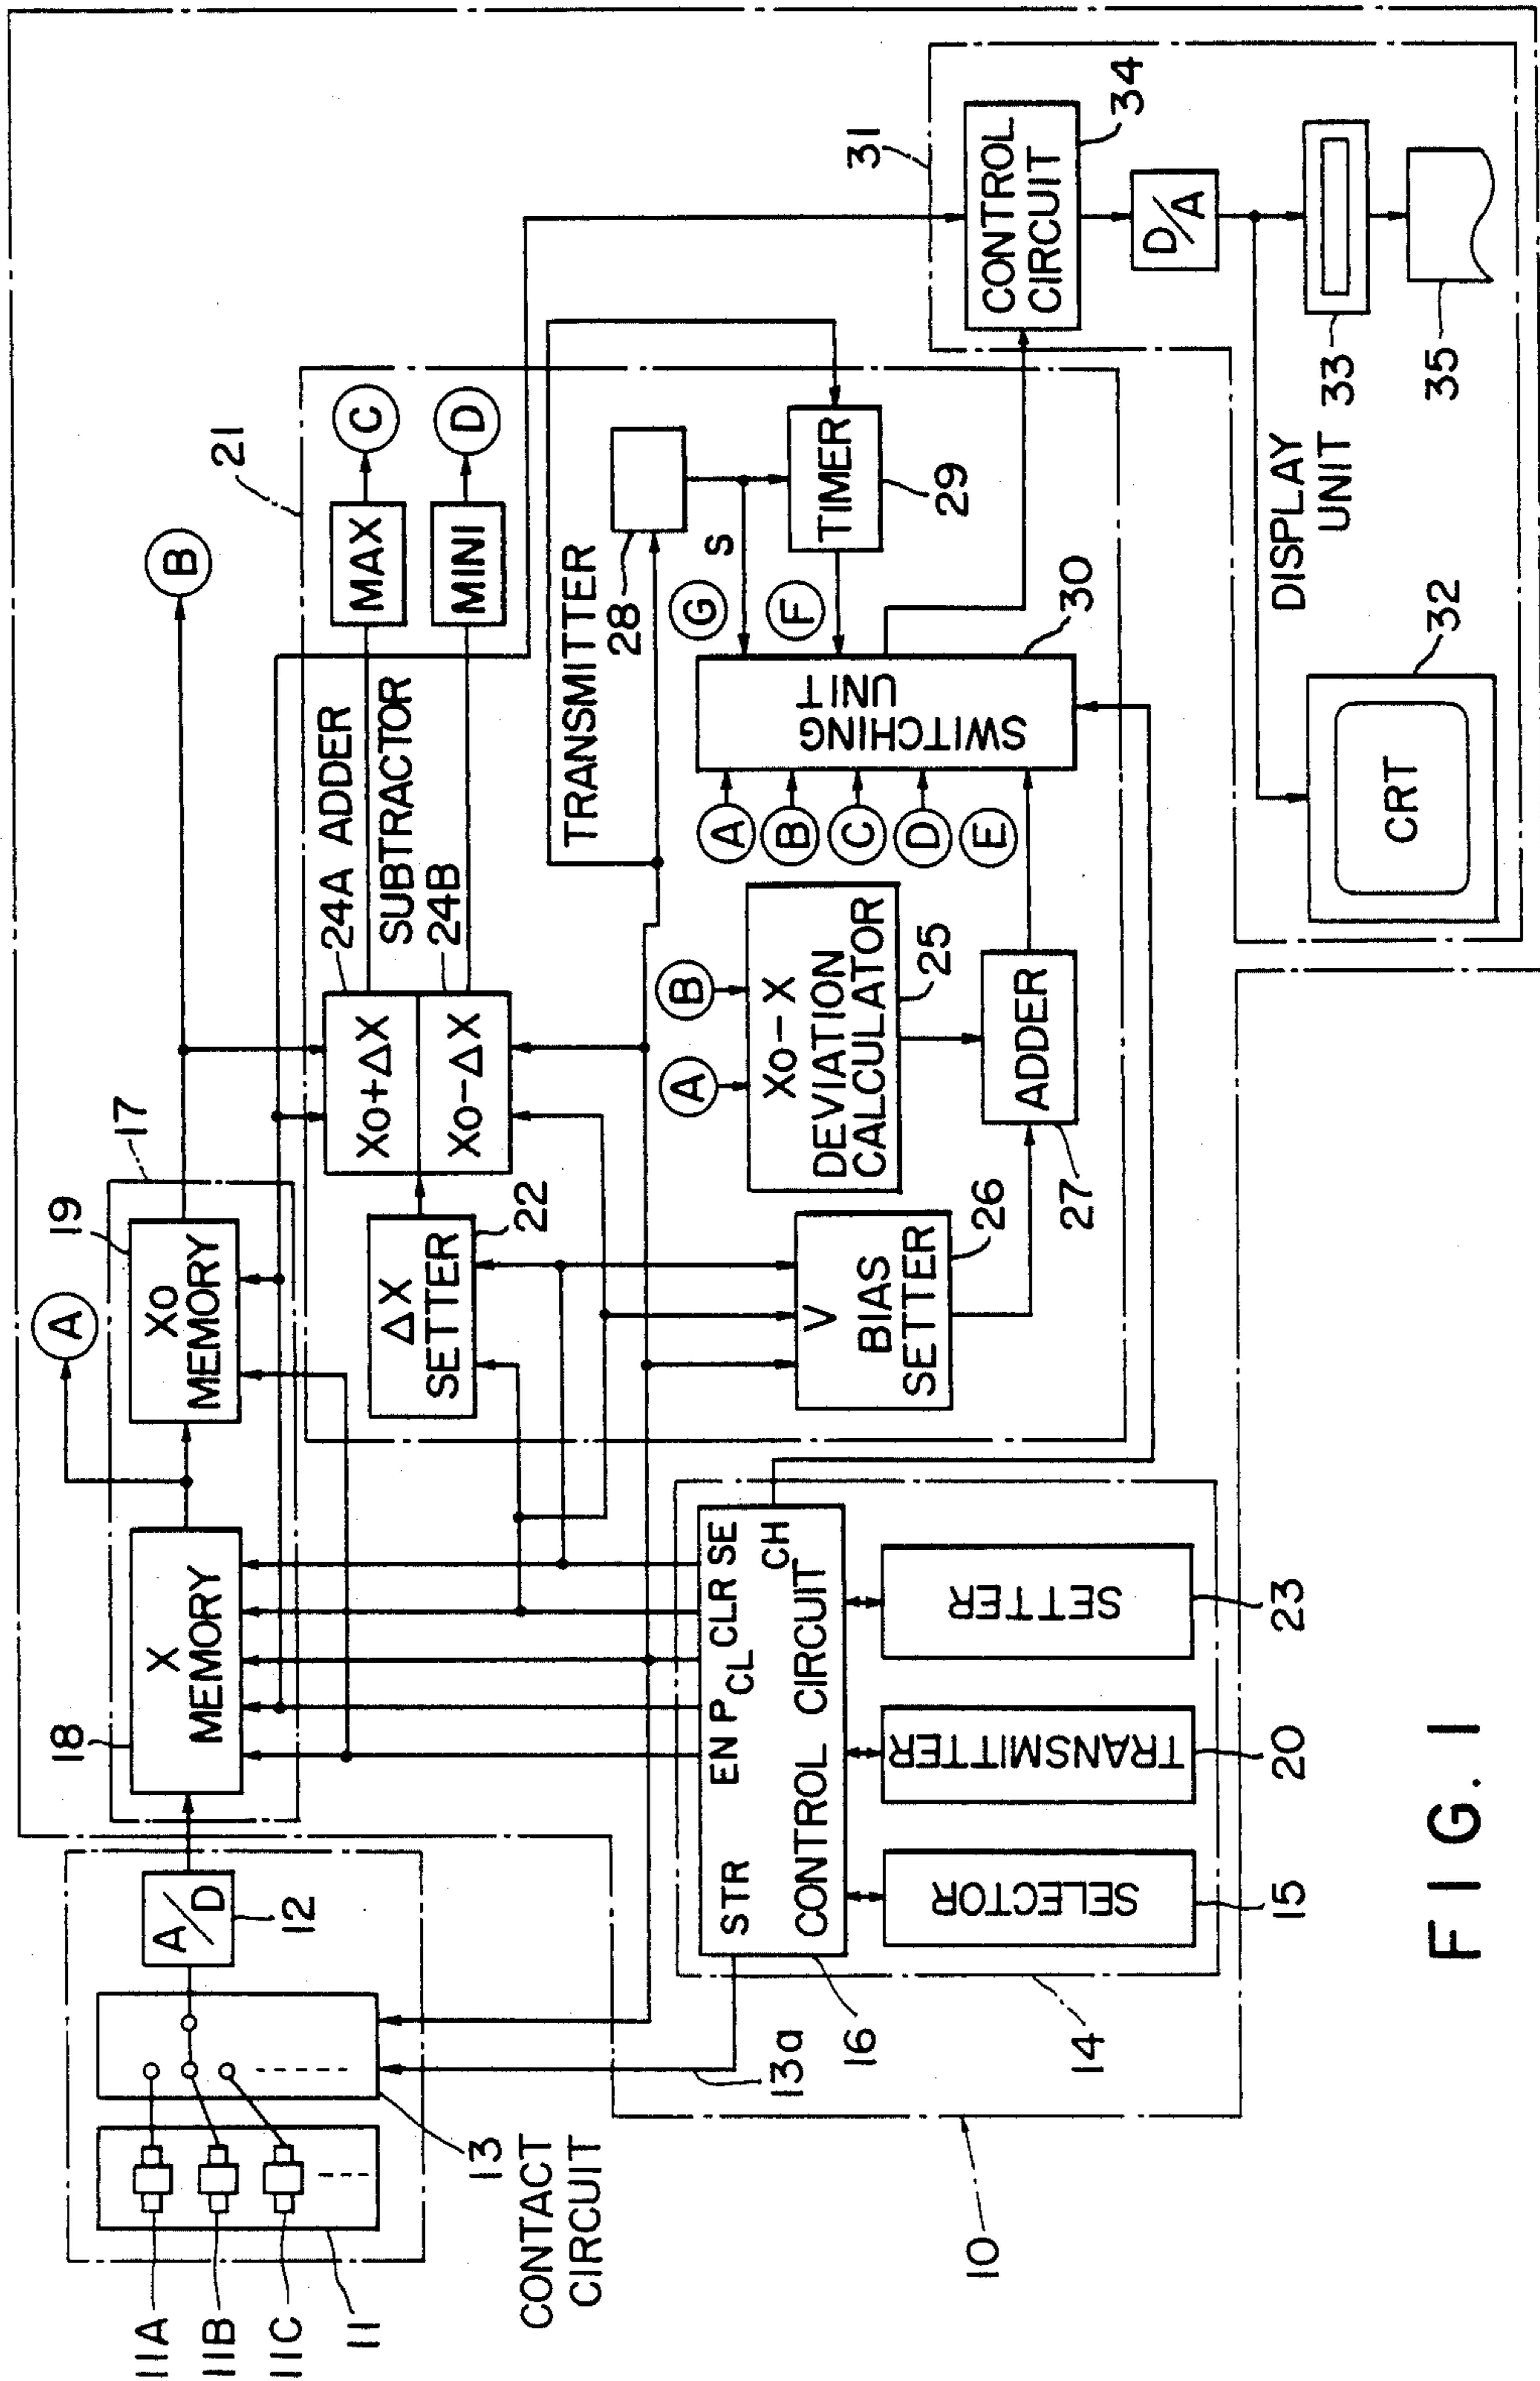 11A
11B
11C
11
13
CONTACT
CIRCUIT
13a
A/D
12
18
X
MEMORY
A
19
XO
MEMORY
17
B
21
ΔX
SETTER
22
Xo+ΔX
Xo-ΔX
24A ADDER
SUBTRACTOR
24B
MAX
C
MINI
D
TRANSMITTER
28
S
G
F
TIMER
29
A
B
Xo-X
DEVIATION
CALCULATOR
25
V
BIAS
SETTER
26
ADDER
27
A
B
C
D
E
SWITCHING
UNIT
30
STR
EN
P
CL
CLR
SE
CH
CONTROL CIRCUIT
16
SELECTOR
15
TRANSMITTER
20
SETTER
23
14
10
31
CONTROL
CIRCUIT
34
D/A
DISPLAY
UNIT
33
35
32
CRT
FIG. 1